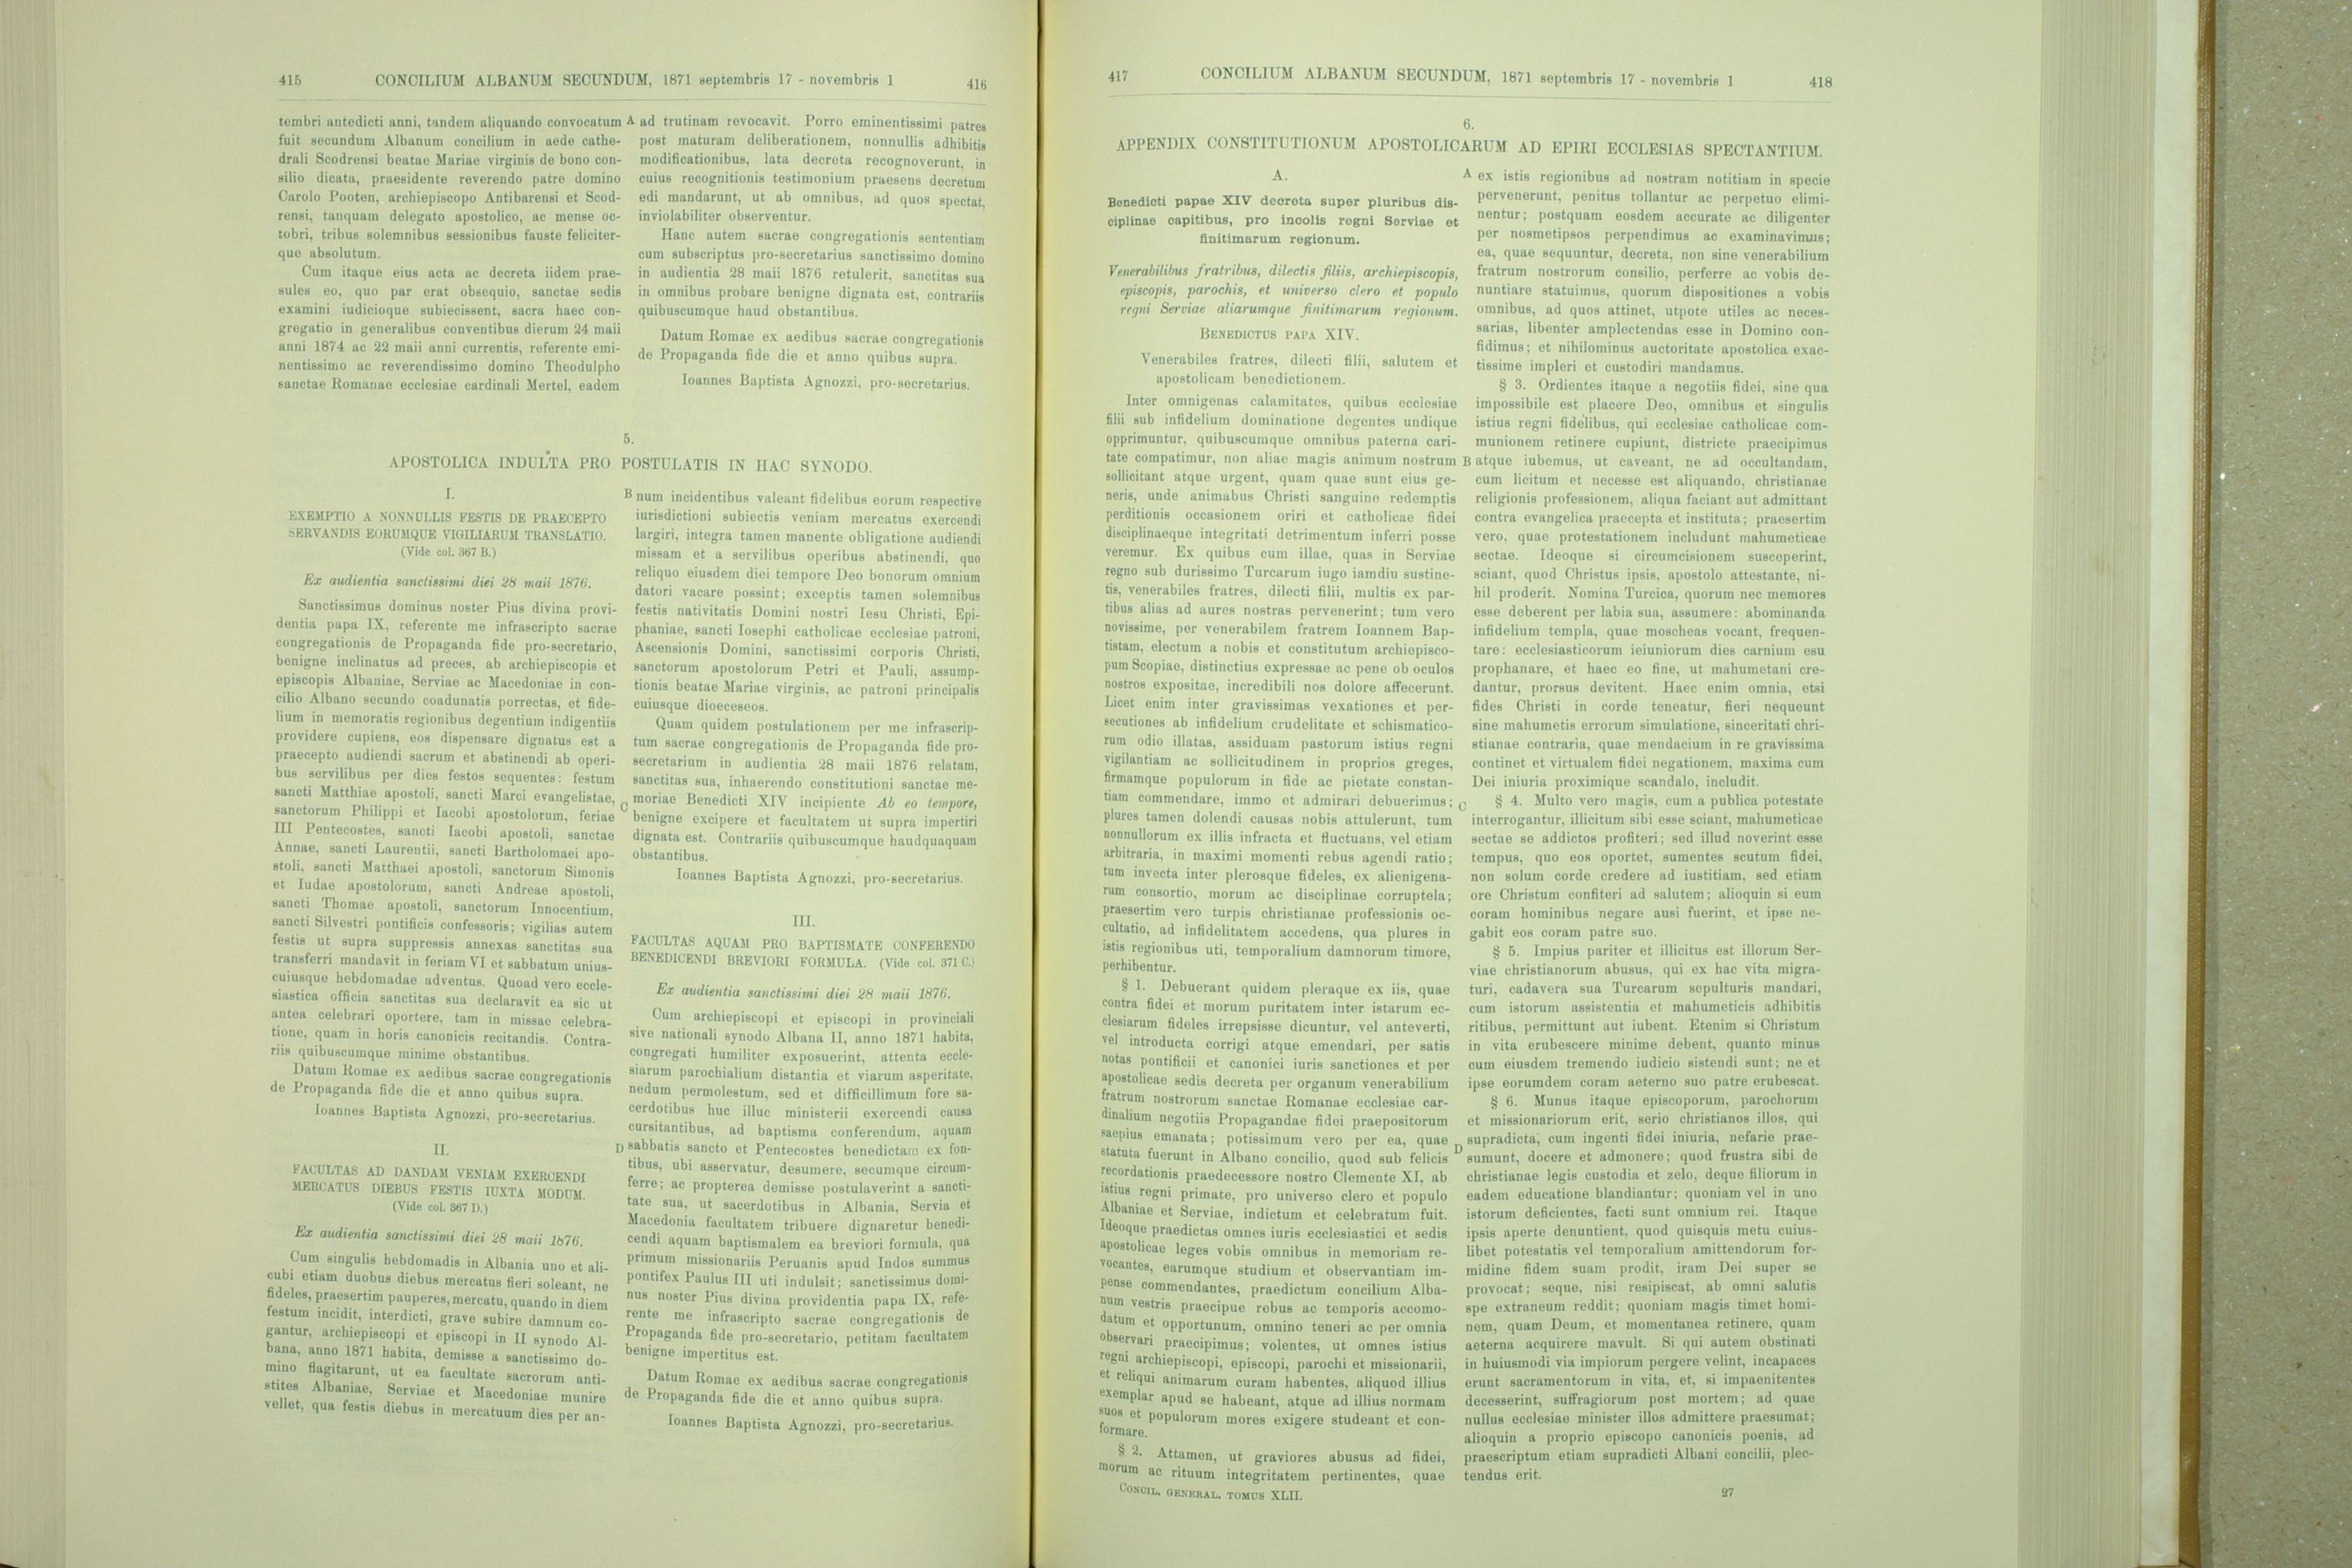 415 CONCILIUM ALBANUM SECUNDUM, 1871 septembris 17 - novembris 1 416
tembri antedicti anni, tandem aliquando convocatum
fuit secundum Albanum concilium in aede cathe-
drali Scodrensi beatae Mariae virginis de bono con-
silio dicata, praesidente reverendo patre domino
Carolo Pooten, archiepiscopo Antibarensi et Scod-
rensi, tanquam delegato apostolico, ac mense oc-
tobri, tribus solemnibus sessionibus fauste feliciter-
que absolutum.
Cum itaque eius acta ac decreta iidem prae-
sules eo, quo par erat obsequio, sanctae sedis
examini iudicioque subiecissent, sacra haec con-
gregatio in generalibus conventibus dierum 24 maii
anni 1874 ac 22 maii anni currentis, referente emi-
nentissimo ac reverendissimo domino Theodulpho
sanctae Romanae ecclesiae cardinali Mertel, eadem
A ad trutinam revocavit. Porro eminentissimi patres
post maturam deliberationem, nonnullis adhibitis
modificationibus, lata decreta recognoverunt, in
cuius recognitionis testimonium praesens decretum
edi mandarunt, ut ab omnibus, ad quos spectat,
inviolabiliter observentur.
Hanc autem sacrae congregationis sententiam
cum subscriptus pro-secretarius sanctissimo domino
in audientia 28 maii 1876 retulerit, sanctitas sua
in omnibus probare benigne dignata est, contrariis
quibuscumque haud obstantibus.
Datum Romae ex aedibus sacrae congregationis
de Propaganda fide die et anno quibus supra.
Ioannes Baptista Agnozzi, pro-secretarius.
5.
APOSTOLICA INDULTA PRO POSTULATIS IN HAC SYNODO.
I.
EXEMPTIO A NONNULLIS FESTIS DE PRAECEPTO
SERVANDIS EORUMQUE VIGILIARUM TRANSLATIO.
(Vide col. 367 B.)
Ex audientia sanctissimi diei 28 maii 1876.
Sanctissimus dominus noster Pius divina provi-
dentia papa IX, referente me infrascripto sacrae
congregationis de Propaganda fide pro-secretario,
benigne inclinatus ad preces, ab archiepiscopis et
episcopis Albaniae, Serviae ac Macedoniae in con-
cilio Albano secundo coadunatis porrectas, et fide-
lium in memoratis regionibus degentium indigentiis
providere cupiens, eos dispensare dignatus est a
praecepto audiendi sacrum et abstinendi ab operi-
bus servilibus per dies festos sequentes: festum
sancti Matthiae apostoli, sancti Marci evangelistae,
sanctorum Philippi et Iacobi apostolorum, feriae
III Pentecostes, sancti Iacobi apostoli, sanctae
Annae, sancti Laurentii, sancti Bartholomaei apo-
stoli, sancti Matthaei apostoli, sanctorum Simonis
et Iudae apostolorum, sancti Andreae apostoli,
sancti Thomae apostoli, sanctorum Innocentium,
sancti Silvestri pontificis confessoris; vigilias autem
festis ut supra suppressis annexas sanctitas sua
transferri mandavit in feriam VI et sabbatum unius-
cuiusque hebdomadae adventus. Quoad vero eccle-
siastica officia sanctitas sua declaravit ea sic ut
antea celebrari oportere, tam in missae celebra-
tione, quam in horis canonicis recitandis. Contra-
riis quibuscumque minime obstantibus.
Datum Romae ex aedibus sacrae congregationis
de Propaganda fide die et anno quibus supra.
Ioannes Baptista Agnozzi, pro-secretarius.
II.
FACULTAS AD DANDAM VENIAM EXERCENDI
MERCATUS DIEBUS FESTIS IUXTA MODUM.
(Vide col. 367 D.)
Ex audientia sanctissimi diei 28 maii 1876.
Cum singulis hebdomadis in Albania uno et ali-
cubi etiam duobus diebus mercatus fieri soleant, ne
fideles, praesertim pauperes, mercatu, quando in diem
festum incidit, interdicti, grave subire damnum co-
gantur, archiepiscopi et episcopi in II synodo Al-
bana, anno 1871 habita, demisse a sanctissimo do-
mino flagitarunt, ut ea facultate sacrorum anti-
stites Albaniae, Serviae et Macedoniae munire
vellet, qua festis diebus in mercatuum dies per an-
B num incidentibus valeant fidelibus eorum respective
iurisdictioni subiectis veniam mercatus exercendi
largiri, integra tamen manente obligatione audiendi
missam et a servilibus operibus abstinendi, quo
reliquo eiusdem diei tempore Deo bonorum omnium
datori vacare possint; exceptis tamen solemnibus
festis nativitatis Domini nostri Iesu Christi, Epi-
phaniae, sancti Iosephi catholicae ecclesiae patroni,
Ascensionis Domini, sanctissimi corporis Christi,
sanctorum apostolorum Petri et Pauli, assump-
tionis beatae Mariae virginis, ac patroni principalis
cuiusque dioeceseos.
Quam quidem postulationem per me infrascrip-
tum sacrae congregationis de Propaganda fide pro-
secretarium in audientia 28 maii 1876 relatam,
sanctitas sua, inhaerendo constitutioni sanctae me-
C moriae Benedicti XIV incipiente Ab eo tempore,
benigne excipere et facultatem ut supra impertiri
dignata est. Contrariis quibuscumque haudquaquam
obstantibus.
Ioannes Baptista Agnozzi, pro-secretarius.
III.
FACULTAS AQUAM PRO BAPTISMATE CONFERENDO
BENEDICENDI BREVIORI FORMULA. (Vide col. 371 C.)
Ex audientia sanctissimi diei 28 maii 1876.
Cum archiepiscopi et episcopi in provinciali
sive nationali synodo Albana II, anno 1871 habita,
congregati humiliter exposuerint, attenta eccle-
siarum parochialium distantia et viarum asperitate,
nedum permolestum, sed et difficillimum fore sa-
cerdotibus huc illuc ministerii exercendi causa
cursitantibus, ad baptisma conferendum, aquam
D sabbatis sancto et Pentecostes benedictam ex fon-
tibus, ubi asservatur, desumere, secumque circum-
ferre; ac propterea demisse postulaverint a sancti-
tate sua, ut sacerdotibus in Albania, Servia et
Macedonia facultatem tribuere dignaretur benedi-
cendi aquam baptismalem ea breviori formula, qua
primum missionariis Peruanis apud Indos summus
pontifex Paulus III uti indulsit; sanctissimus domi-
nus noster Pius divina providentia papa IX, refe-
rente me infrascripto sacrae congregationis de
Propaganda fide pro-secretario, petitam facultatem
benigne impertitus est.
Datum Romae ex aedibus sacrae congregationis
de Propaganda fide die et anno quibus supra.
Ioannes Baptista Agnozzi, pro-secretarius.
417 CONCILIUM ALBANUM SECUNDUM, 1871 septembris 17 - novembris 1 418
6.
APPENDIX CONSTITUTIONUM APOSTOLICARUM AD EPIRI ECCLESIAS SPECTANTIUM.
A.
Benedicti papae XIV decreta super pluribus dis-
ciplinae capitibus, pro incolis regni Serviae et
finitimarum regionum.
Venerabilibus fratribus, dilectis filiis, archiepiscopis,
episcopis, parochis, et universo clero et populo
regni Serviae aliarumque finitimarum regionum.
BENEDICTUS PAPA XIV.
Venerabiles fratres, dilecti filii, salutem et
apostolicam benedictionem.
Inter omnigenas calamitates, quibus ecclesiae
filii sub infidelium dominatione degentes undique
opprimuntur, quibuscumque omnibus paterna cari-
tate compatimur, non aliae magis animum nostrum
sollicitant atque urgent, quam quae sunt eius ge-
neris, unde animabus Christi sanguine redemptis
perditionis occasionem oriri et catholicae fidei
disciplinaeque integritati detrimentum inferri posse
veremur. Ex quibus cum illae, quas in Serviae
regno sub durissimo Turcarum iugo iamdiu sustine-
tis, venerabiles fratres, dilecti filii, multis ex par-
tibus alias ad aures nostras pervenerint; tum vero
novissime, per venerabilem fratrem Ioannem Bap-
tistam, electum a nobis et constitutum archiepisco-
pum Scopiae, distinctius expressae ac pene ob oculos
nostros expositae, incredibili nos dolore affecerunt.
Licet enim inter gravissimas vexationes et per-
secutiones ab infidelium crudelitate et schismatico-
rum odio illatas, assiduam pastorum istius regni
vigilantiam ac sollicitudinem in proprios greges,
firmamque populorum in fide ac pietate constan-
tiam commendare, immo et admirari debuerimus;
plures tamen dolendi causas nobis attulerunt, tum
nonnullorum ex illis infracta et fluctuans, vel etiam
arbitraria, in maximi momenti rebus agendi ratio;
tum invecta inter plerosque fideles, ex alienigena-
rum consortio, morum ac disciplinae corruptela;
praesertim vero turpis christianae professionis oc-
cultatio, ad infidelitatem accedens, qua plures in
istis regionibus uti, temporalium damnorum timore,
perhibentur.
§ 1. Debuerant quidem pleraque ex iis, quae
contra fidei et morum puritatem inter istarum ec-
clesiarum fideles irrepsisse dicuntur, vel anteverti,
vel introducta corrigi atque emendari, per satis
notas pontificii et canonici iuris sanctiones et per
apostolicae sedis decreta per organum venerabilium
fratrum nostrorum sanctae Romanae ecclesiae car-
dinalium negotiis Propagandae fidei praepositorum
saepius emanata; potissimum vero per ea, quae
statuta fuerunt in Albano concilio, quod sub felicis
recordationis praedecessore nostro Clemente XI, ab
istius regni primate, pro universo clero et populo
Albaniae et Serviae, indictum et celebratum fuit.
Ideoque praedictas omnes iuris ecclesiastici et sedis
apostolicae leges vobis omnibus in memoriam re-
vocantes, earumque studium et observantiam im-
pense commendantes, praedictum concilium Alba-
num vestris praecipue rebus ac temporis accomo-
datum et opportunum, omnino teneri ac per omnia
observari praecipimus; volentes, ut omnes istius
regni archiepiscopi, episcopi, parochi et missionarii,
et reliqui animarum curam habentes, aliquod illius
exemplar apud se habeant, atque ad illius normam
suos et populorum mores exigere studeant et con-
formare.
§ 2. Attamen, ut graviores abusus ad fidei,
morum ac rituum integritatem pertinentes, quae
A ex istis regionibus ad nostram notitiam in specie
pervenerunt, penitus tollantur ac perpetuo elimi-
nentur; postquam eosdem accurate ac diligenter
per nosmetipsos perpendimus ac examinavimus;
ea, quae sequuntur, decreta, non sine venerabilium
fratrum nostrorum consilio, perferre ac vobis de-
nuntiare statuimus, quorum dispositiones a vobis
omnibus, ad quos attinet, utpote utiles ac neces-
sarias, libenter amplectendas esse in Domino con-
fidimus; et nihilominus auctoritate apostolica exac-
tissime impleri et custodiri mandamus.
§ 3. Ordientes itaque a negotiis fidei, sine qua
impossibile est placere Deo, omnibus et singulis
istius regni fidelibus, qui ecclesiae catholicae com-
munionem retinere cupiunt, districte praecipimus
B atque iubemus, ut caveant, ne ad occultandam,
cum licitum et necesse est aliquando, christianae
religionis professionem, aliqua faciant aut admittant
contra evangelica praecepta et instituta; praesertim
vero, quae protestationem includunt mahumeticae
sectae. Ideoque si circumcisionem susceperint,
sciant, quod Christus ipsis, apostolo attestante, ni-
hil proderit. Nomina Turcica, quorum nec memores
esse deberent per labia sua, assumere: abominanda
infidelium templa, quae moscheas vocant, frequen-
tare: ecclesiasticorum ieiuniorum dies carnium esu
prophanare, et haec eo fine, ut mahumetani cre-
dantur, prorsus devitent. Haec enim omnia, etsi
fides Christi in corde teneatur, fieri nequeunt
sine mahumetis errorum simulatione, sinceritati chri-
stianae contraria, quae mendacium in re gravissima
continet et virtualem fidei negationem, maxima cum
Dei iniuria proximique scandalo, includit.
C § 4. Multo vero magis, cum a publica potestate
interrogantur, illicitum sibi esse sciant, mahumeticae
sectae se addictos profiteri; sed illud noverint esse
tempus, quo eos oportet, sumentes scutum fidei,
non solum corde credere ad iustitiam, sed etiam
ore Christum confiteri ad salutem; alioquin si eum
coram hominibus negare ausi fuerint, et ipse ne-
gabit eos coram patre suo.
§ 5. Impius pariter et illicitus est illorum Ser-
viae christianorum abusus, qui ex hac vita migra-
turi, cadavera sua Turcarum sepulturis mandari,
cum istorum assistentia et mahumeticis adhibitis
ritibus, permittunt aut iubent. Etenim si Christum
in vita erubescere minime debent, quanto minus
cum eiusdem tremendo iudicio sistendi sunt; ne et
ipse eorumdem coram aeterno suo patre erubescat.
§ 6. Munus itaque episcoporum, parochorum
et missionariorum erit, serio christianos illos, qui
D supradicta, cum ingenti fidei iniuria, nefarie prae-
sumunt, docere et admonere; quod frustra sibi de
christianae legis custodia et zelo, deque filiorum in
eadem educatione blandiantur; quoniam vel in uno
istorum deficientes, facti sunt omnium rei. Itaque
ipsis aperte denuntient, quod quisquis metu cuius-
libet potestatis vel temporalium amittendorum for-
midine fidem suam prodit, iram Dei super se
provocat; seque, nisi resipiscat, ab omni salutis
spe extraneum reddit; quoniam magis timet homi-
nem, quam Deum, et momentanea retinere, quam
aeterna acquirere mavult. Si qui autem obstinati
in huiusmodi via impiorum pergere velint, incapaces
erunt sacramentorum in vita, et, si impaenitentes
decesserint, suffragiorum post mortem; ad quae
nullus ecclesiae minister illos admittere praesumat;
alioquin a proprio episcopo canonicis poenis, ad
praescriptum etiam supradicti Albani concilii, plec-
tendus erit.
CONCIL. GENERAL. TOMUS XLII. 27